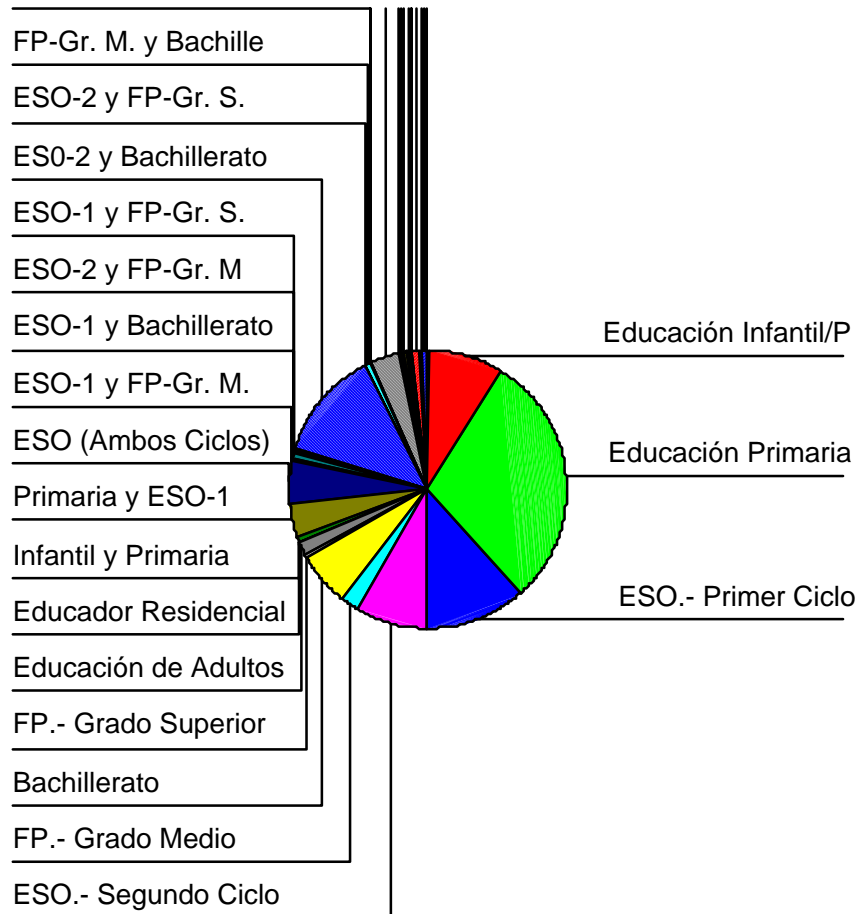 FP-Gr. M. y Bachille
ESO-2 y FP-Gr. S.
ES0-2 y Bachillerato
ESO-1 y FP-Gr. S.
ESO-2 y FP-Gr. M
ESO-1 y Bachillerato
ESO-1 y FP-Gr. M.
ESO (Ambos Ciclos)
Primaria y ESO-1
Infantil y Primaria
Educador Residencial
Educación de Adultos
FP.- Grado Superior
Bachillerato
FP.- Grado Medio
ESO.- Segundo Ciclo
Educación Infantil/P
Educación Primaria
ESO.- Primer Ciclo